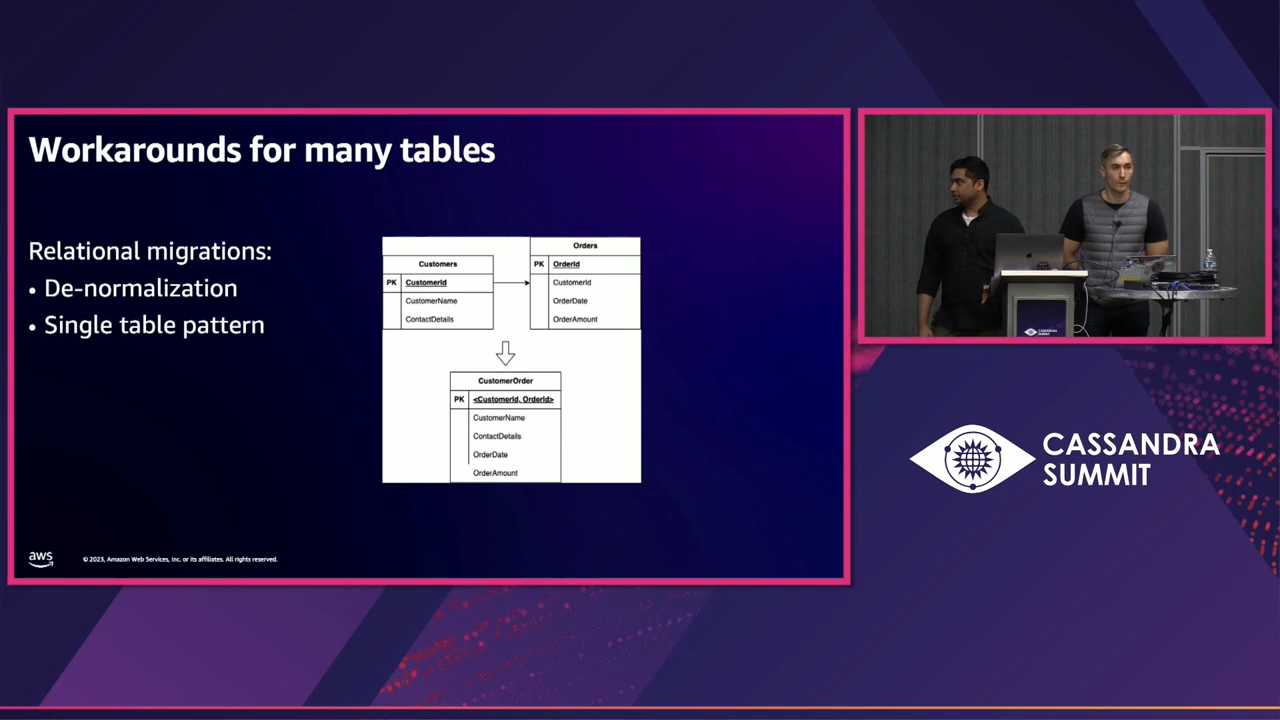 Workarounds for many tables
Relational migrations:
• De-normalization
• Single table pattern
Customers
PK CustomerId
CustomerName
ContactDetails
Orders
PK OrderId
CustomerId
OrderDate
OrderAmount
CustomerOrder
PK <CustomerId, OrderId>
CustomerName
ContactDetails
OrderDate
OrderAmount
aws
© 2023, Amazon Web Services, Inc. or its affiliates. All rights reserved.
CASSANDRA
SUMMIT